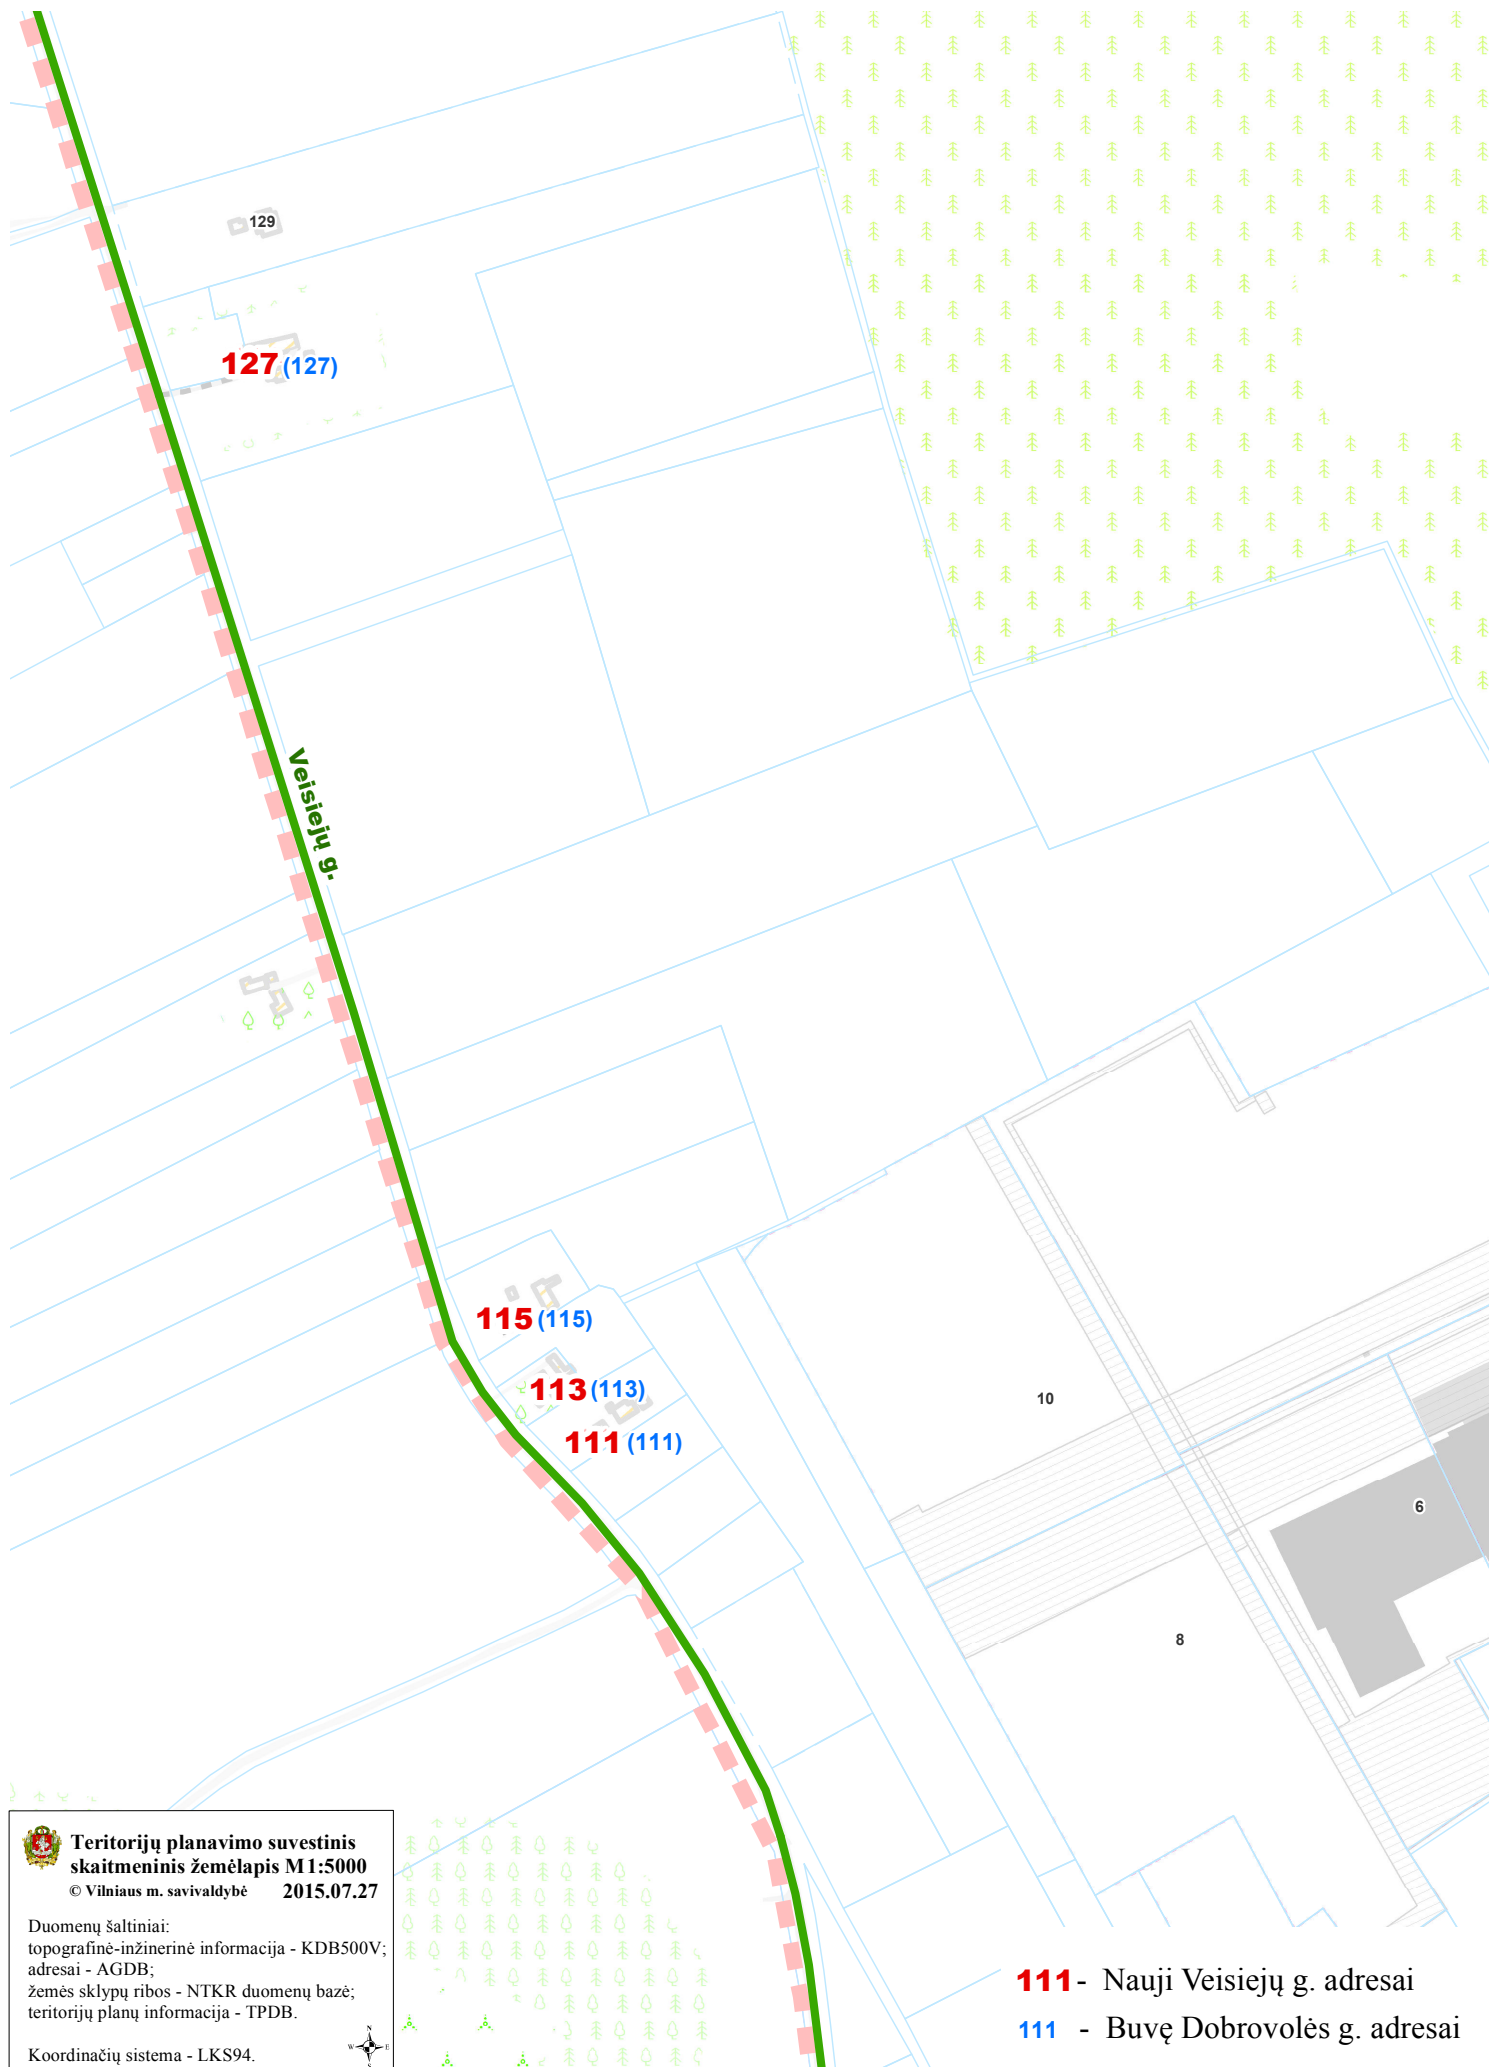 129
127 (127)
Veisiejų g.
115 (115)
113 (113)
111 (111)
10
6
8
Teritorijų planavimo suvestinis
skaitmeninis žemėlapis M1:5000
© Vilniaus m. savivaldybė 2015.07.27
Duomenų šaltiniai:
topografinė-inžinerinė informacija - KDB500V;
adresai - AGDB;
žemės sklypų ribos - NTKR duomenų bazė;
teritorijų planų informacija - TPDB.
Koordinačių sistema - LKS94.
N
W E
S
111 - Nauji Veisiejų g. adresai
111 - Buvę Dobrovolės g. adresai